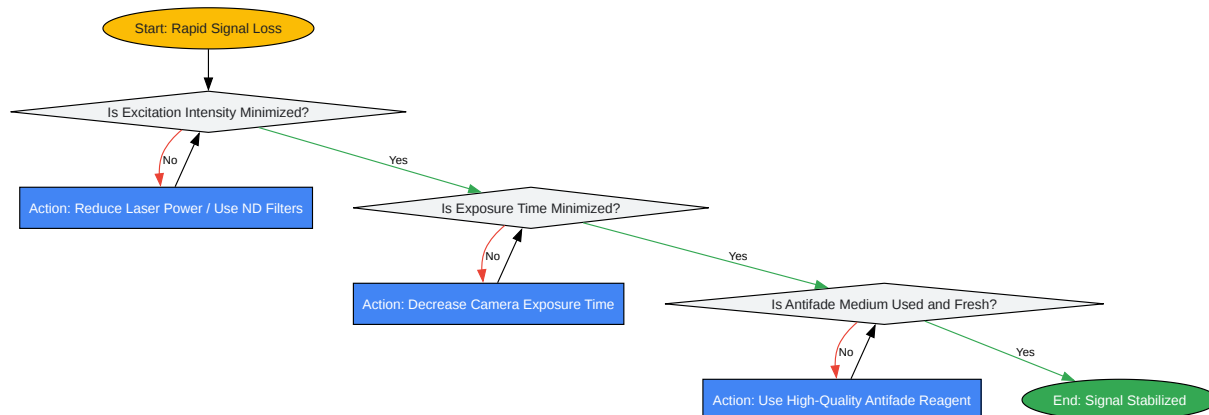 Start: Rapid Signal Loss
Is Excitation Intensity Minimized?
No
Yes
Action: Reduce Laser Power / Use ND Filters
Is Exposure Time Minimized?
No
Yes
Action: Decrease Camera Exposure Time
Is Antifade Medium Used and Fresh?
No
Yes
Action: Use High-Quality Antifade Reagent
End: Signal Stabilized